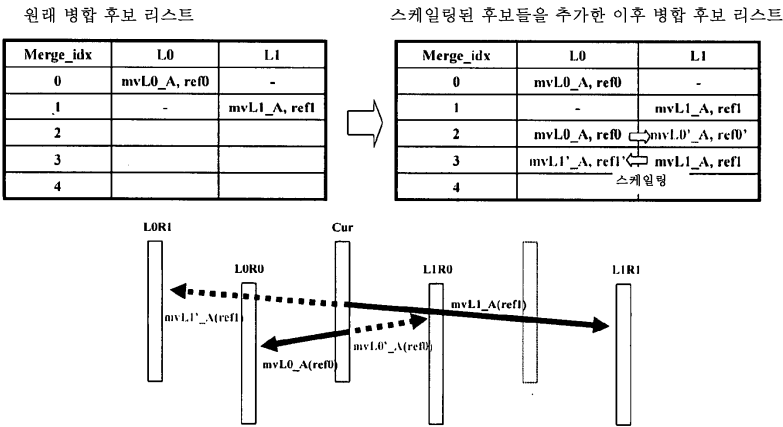 원래 병합 후보 리스트
스케일링된 후보들을 추가한 이후 병합 후보 리스트
Merge_idx L0 L1
0 mvL0_A, ref0 -
1 - mvL1_A, ref1
2
3
4
Merge_idx L0 L1
0 mvL0_A, ref0 -
1 - mvL1_A, ref1
2 mvL0_A, ref0 mvL0'_A, ref0'
3 mvL1'_A, ref1' mvL1_A, ref1
스케일링
4
L0R1 Cur
L0R0 L1R0 L1R1
mvL1_A(ref1)
mvL1'_A(ref1)
mvL0'_A(ref0)
mvL0_A(ref0)